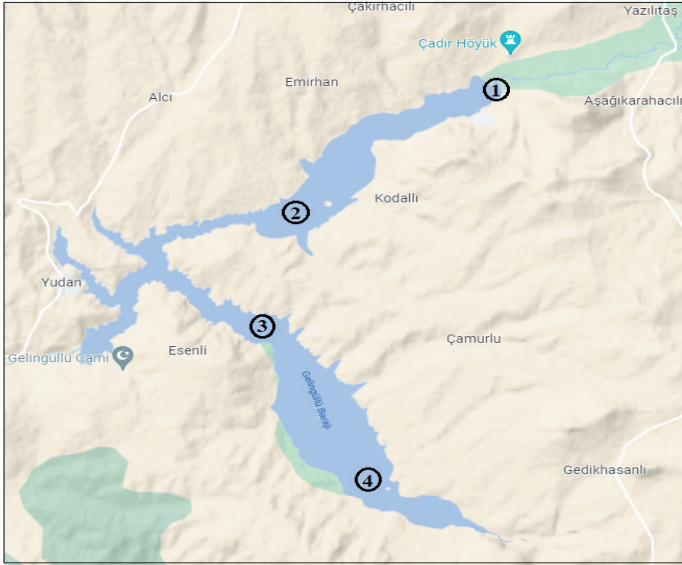 Çakırhacılı
Yazılıtaş
Çadır Höyük
Emirhan
1
Alcı
Aşağıkarahacılı
Kodallı
2
Yudan
3
Çamurlu
Esenli
Gelingüllü Cami
Gelingüllü Barajı
Gedikhasanlı
4